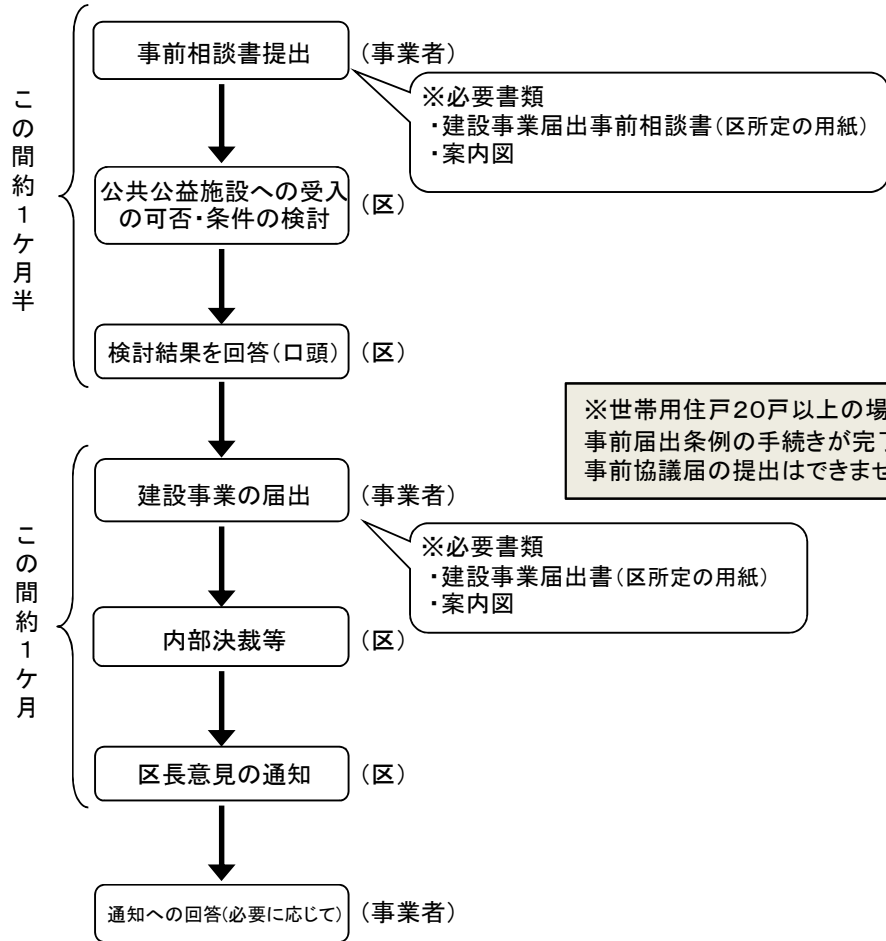 事前相談書提出
(事業者)
※必要書類
・建設事業届出事前相談書(区所定の用紙)
・案内図
この間約1ケ月半
公共公益施設への受入
の可否・条件の検討
(区)
検討結果を回答(口頭)
(区)
※世帯用住戸20戸以上の場
事前届出条例の手続きが完
事前協議届の提出はできませ
建設事業の届出
(事業者)
※必要書類
・建設事業届出書(区所定の用紙)
・案内図
この間約1ケ月
内部決裁等
(区)
区長意見の通知
(区)
通知への回答(必要に応じて)
(事業者)